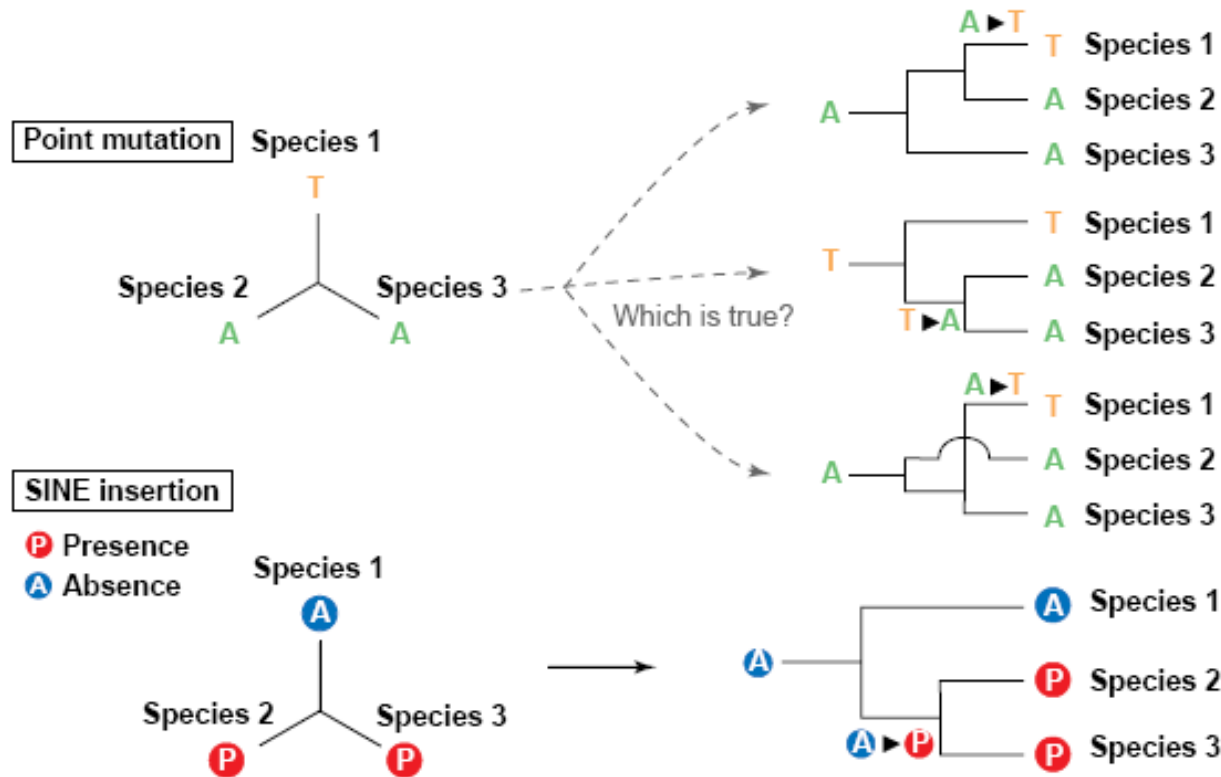 A ▶ T
T Species 1
A Species 2
A
A Species 3
Point mutation
Species 1
T
Species 2
Species 3
A
A
Which is true?
T Species 1
T
A Species 2
T ▶ A
A Species 3
A ▶ T
T Species 1
A Species 2
A
A Species 3
SINE insertion
P Presence
A Absence
Species 1
A
Species 2
Species 3
P
P
A Species 1
A
P Species 2
A ▶ P
P Species 3